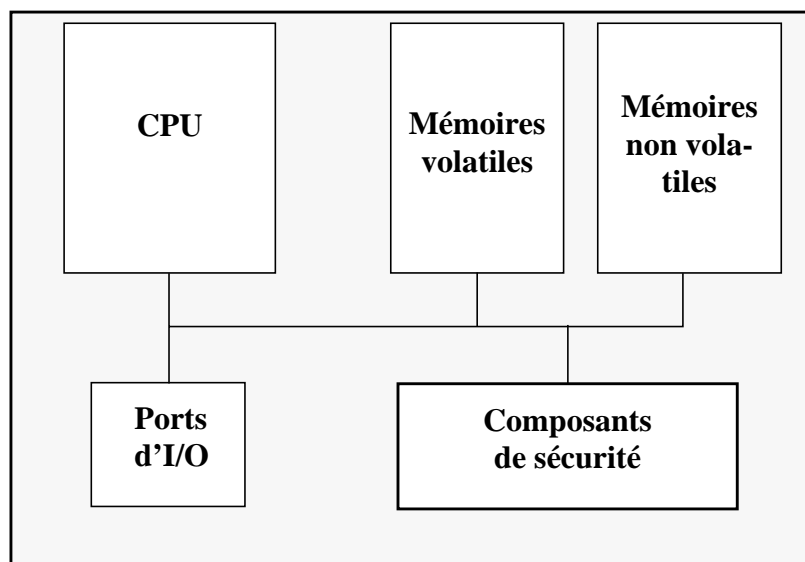 CPU
Mémoires
volatiles
Mémoires
non vola-
tiles
Ports
d’I/O
Composants
de sécurité